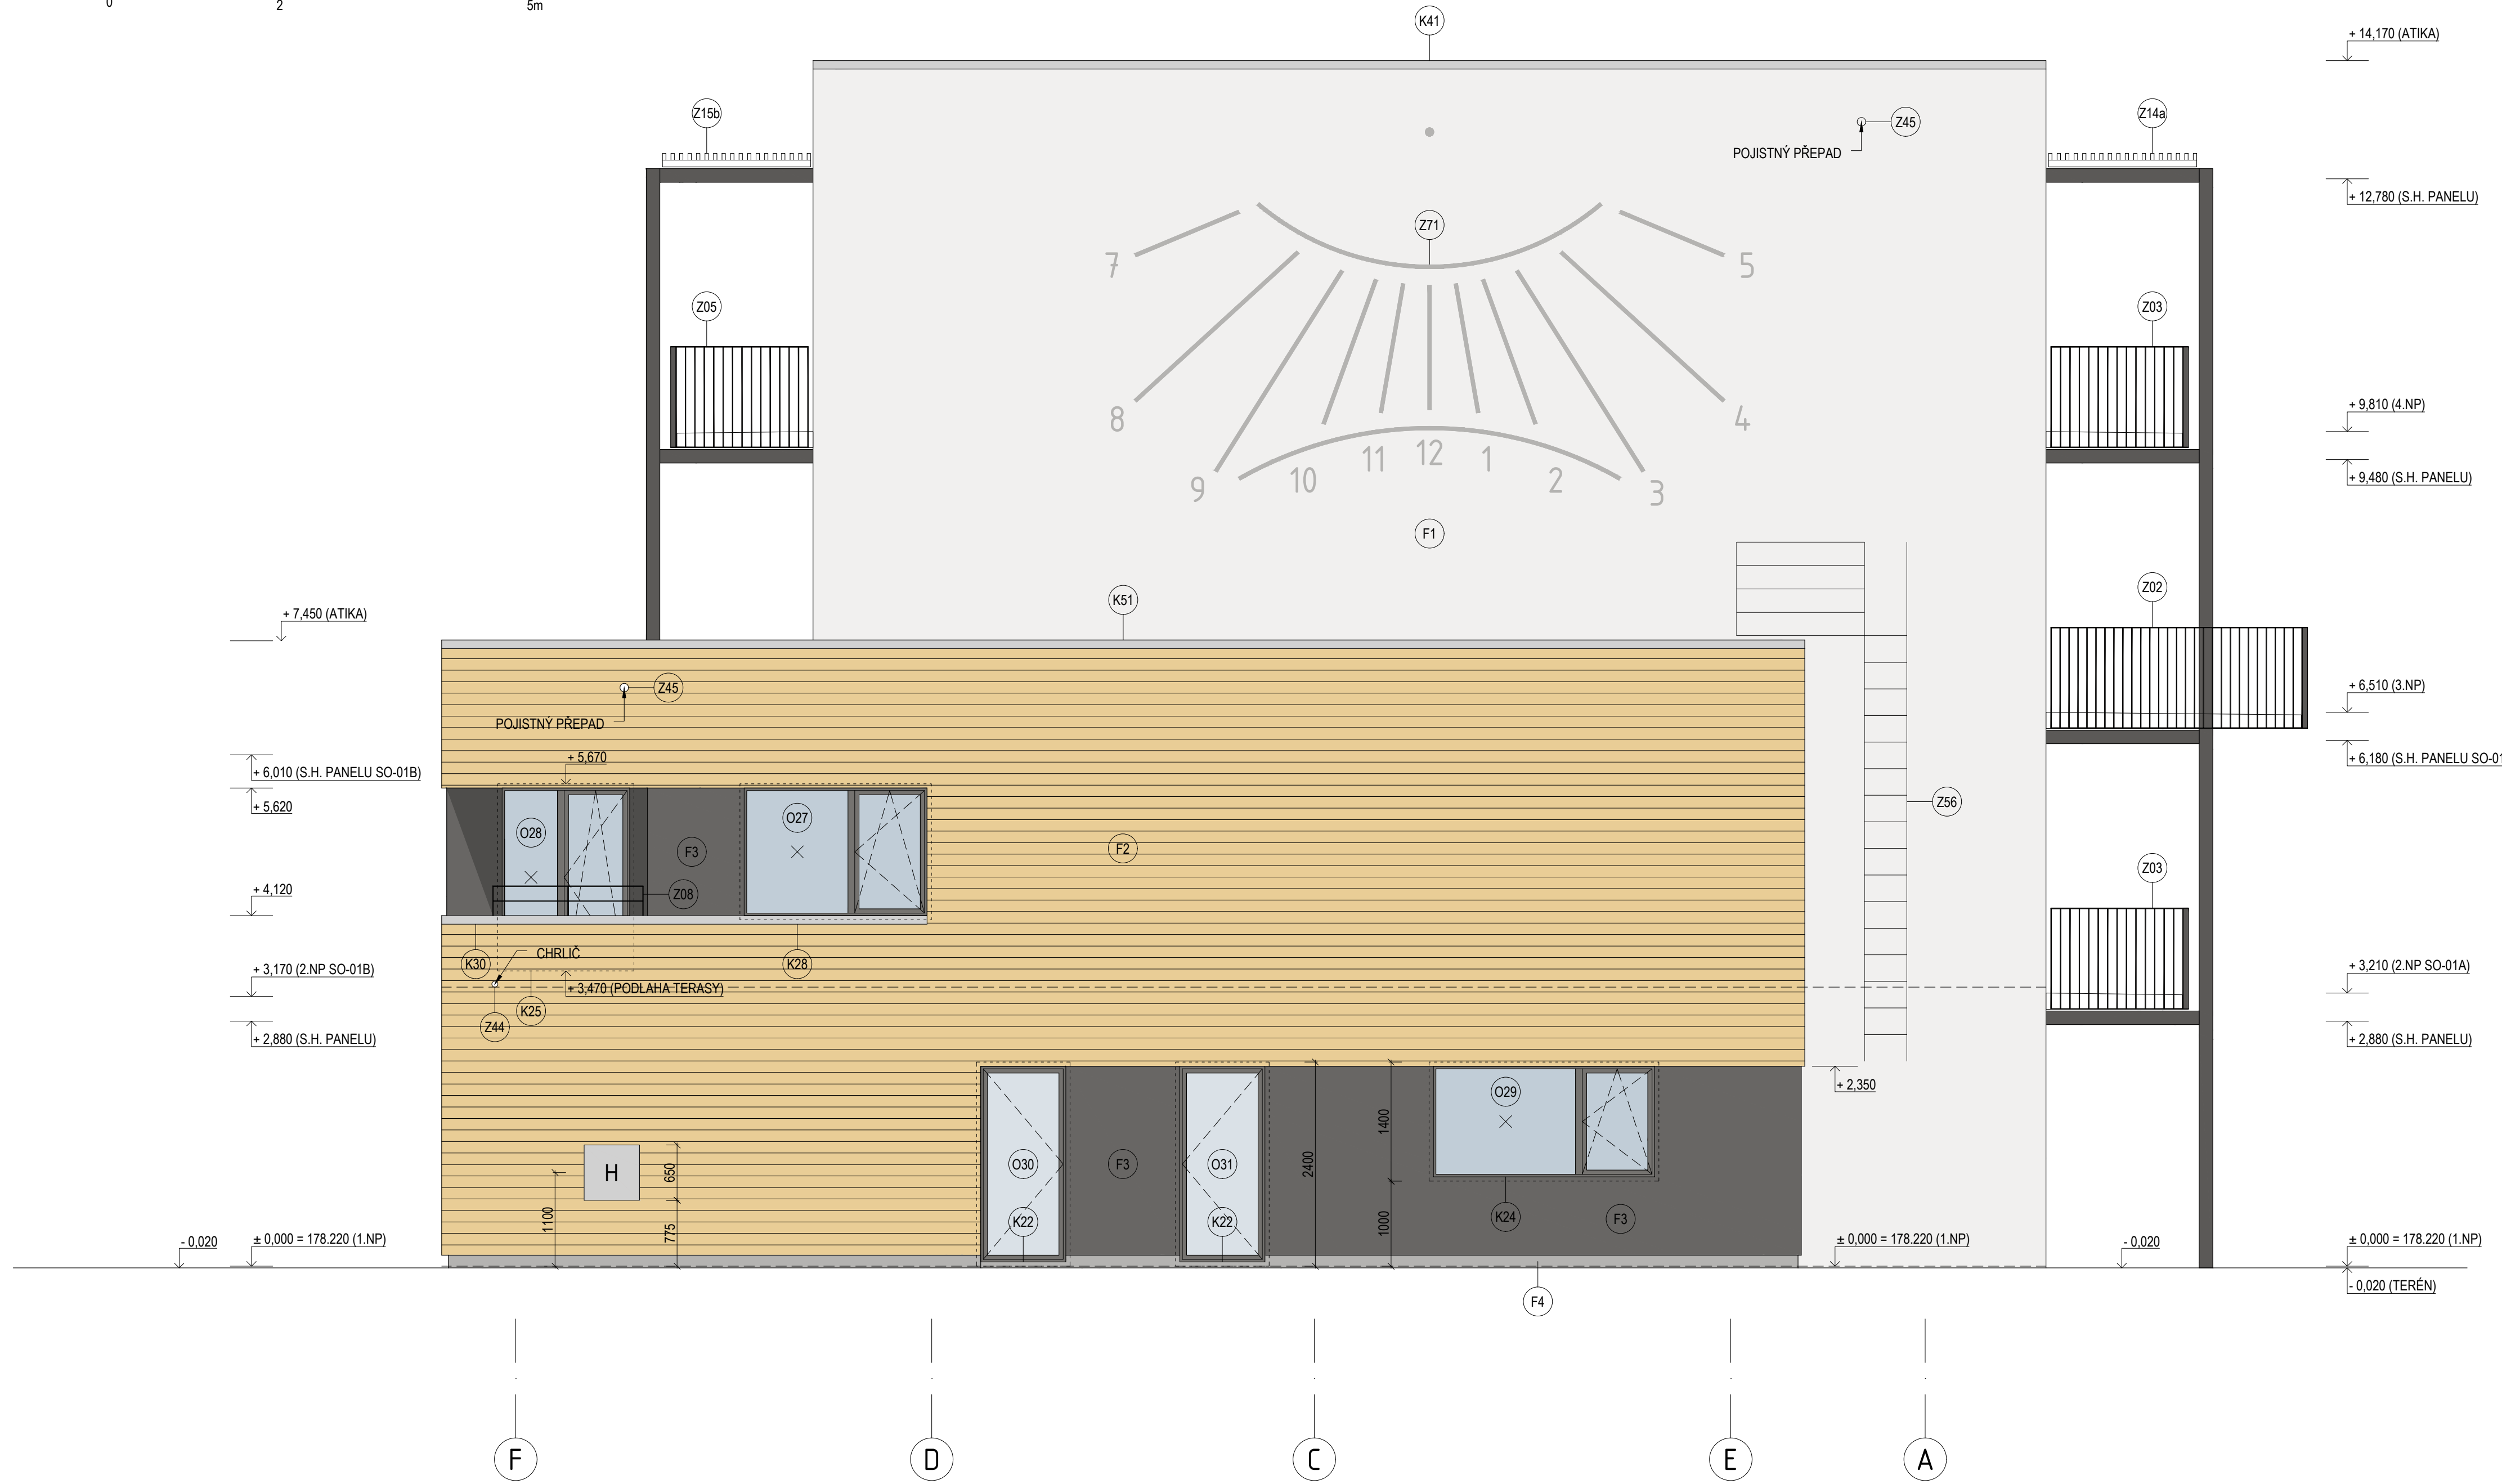 0
2
5m
K41
+ 14,170 (ATIKA)
Z15b
Z45
Z14a
POJISTNÝ PŘEPAD
+ 12,780 (S.H. PANELU)
Z71
7
5
Z05
Z03
8
4
+ 9,810 (4.NP)
9
10
11
12
1
2
3
+ 9,480 (S.H. PANELU)
F1
K51
Z02
+ 7,450 (ATIKA)
Z45
+ 6,510 (3.NP)
POJISTNÝ PŘEPAD
+ 5,670
+ 6,010 (S.H. PANELU SO-01B)
+ 6,180 (S.H. PANELU SO-01
+ 5,620
Z56
O28
O27
F3
F2
Z03
+ 4,120
Z08
CHRLIČ
K30
K28
+ 3,170 (2.NP SO-01B)
+ 3,210 (2.NP SO-01A)
+ 3,470 (PODLAHA TERASY)
K25
Z44
+ 2,880 (S.H. PANELU)
+ 2,880 (S.H. PANELU)
+ 2,350
O29
1400
O30
F3
O31
2400
H
650
1100
775
K22
K22
1000
K24
F3
- 0,020
± 0,000 = 178.220 (1.NP)
± 0,000 = 178.220 (1.NP)
- 0,020
± 0,000 = 178.220 (1.NP)
- 0,020 (TERÉN)
F4
F
D
C
E
A